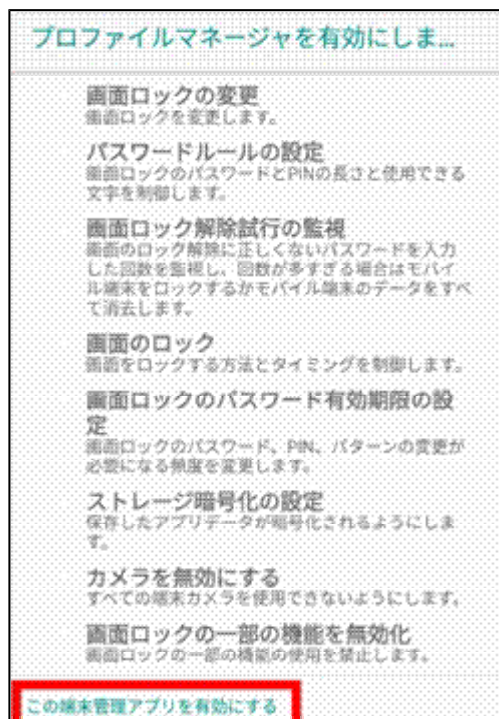 プロファイルマネージャを有効にしま...
画面ロックの変更
画面ロックを変更します。
パスワードルールの設定
画面ロックのパスワードとPINの長さと使用できる
文字を制御します。
画面ロック解除試行の監視
画面のロック解除に正しくないパスワードを入力
した回数を監視し、回数が多すぎる場合はモバイ
ル端末をロックするかモバイル端末のデータをすべ
て消去します。
画面のロック
画面をロックする方法とタイミングを制御します。
画面ロックのパスワード有効期限の設
定
画面ロックのパスワード、PIN、パターンの変更が
必要になる頻度を変更します。
ストレージ暗号化の設定
保存したアプリデータが暗号化されるようにしま
す。
カメラを無効にする
すべての端末カメラを使用できないようにします。
画面ロックの一部の機能を無効化
画面ロックの一部の機能の使用を禁止します。
この端末管理アプリを有効にする